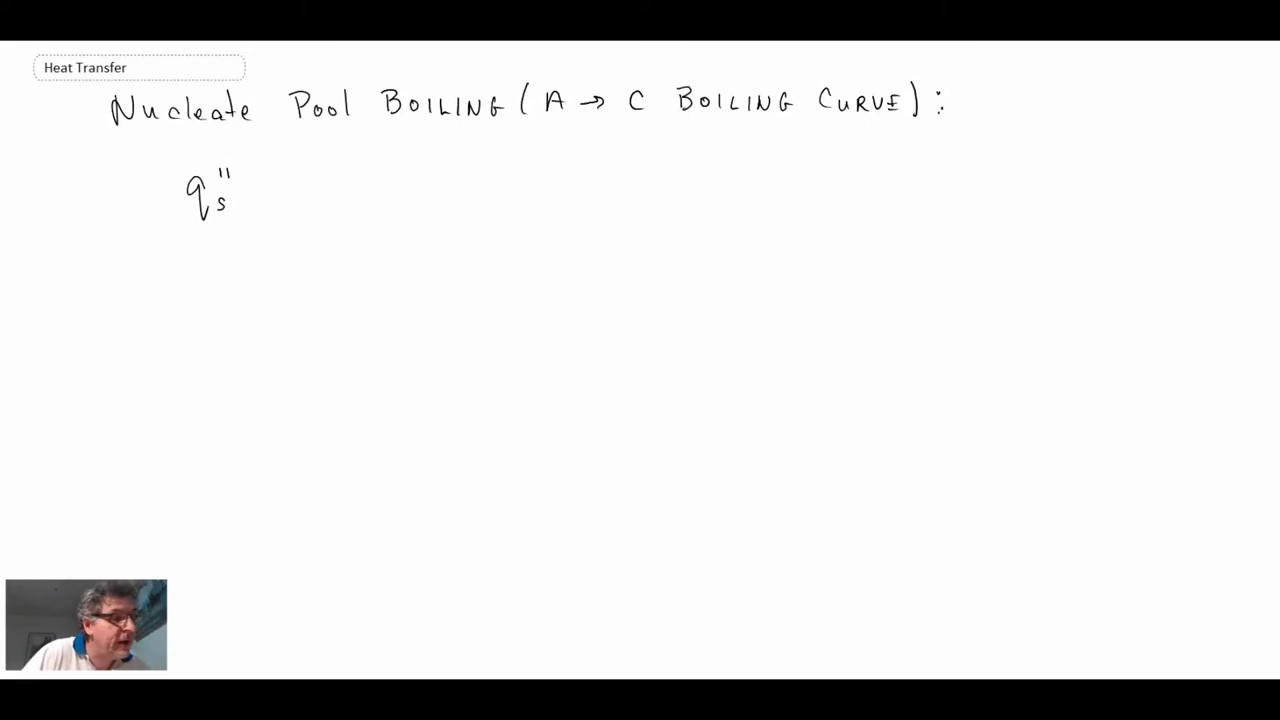 Heat Transfer
Nucleate Pool BOILING (A → C BOILING CURVE):
q"s